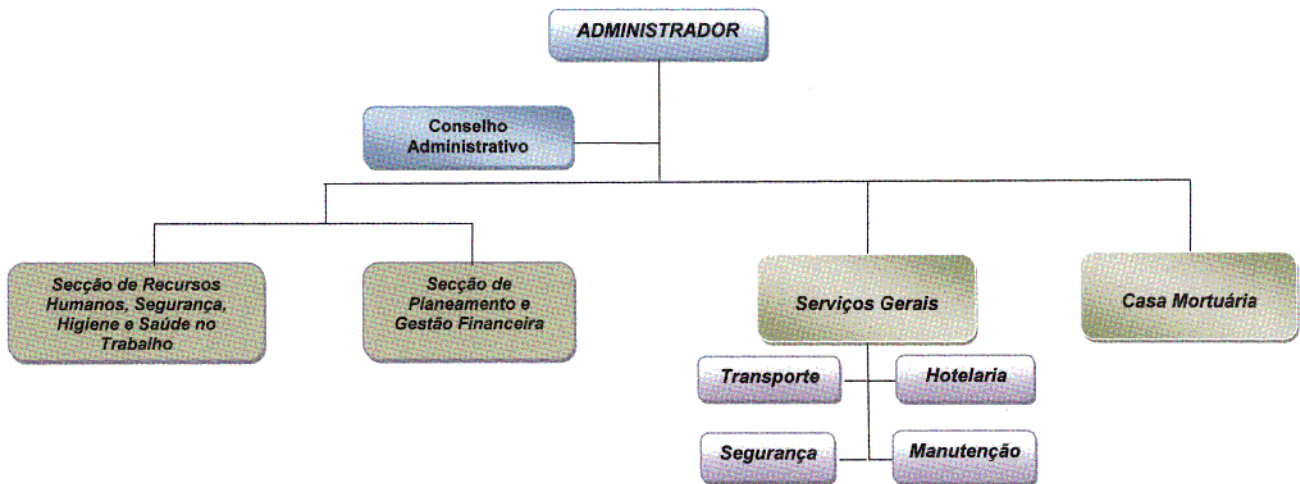 ADMINISTRADOR
Conselho
Administrativo
Secção de Recursos
Humanos, Segurança,
Higiene e Saúde no
Trabalho
Secção de
Planeamento e
Gestão Financeira
Serviços Gerais
Casa Mortuária
Transporte
Hotelaria
Segurança
Manutenção